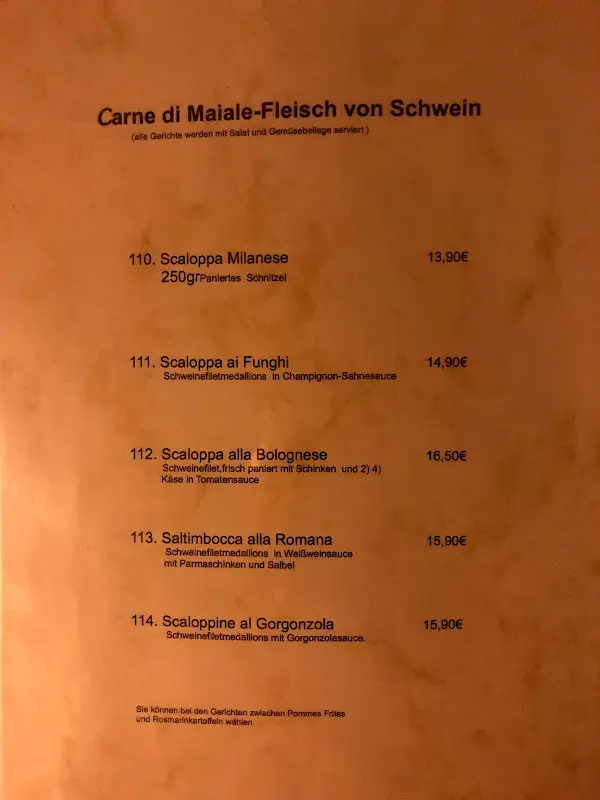 Carne di Maiale-Fleisch von Schwein
(alle Gerichte werden mit Salat und Gemüsebeilage serviert )
110. Scaloppa Milanese 13,90€
250grPaniertes Schnitzel
111. Scaloppa ai Funghi 14,90€
Schweinefiletmedallions in Champignon-Sahnesauce
112. Scaloppa alla Bolognese 16,50€
Schweinefilet,frisch paniert mit Schinken und 2) 4)
Käse in Tomatensauce
113. Saltimbocca alla Romana 15,90€
Schweinefiletmedallions in Weißweinsauce
mit Parmaschinken und Salbei
114. Scaloppine al Gorgonzola 15,90€
Schweinefiletmedallions mit Gorgonzolasauce.
Sie können bei den Gerichten zwischen Pommes Frites
und Rosmarinkartoffeln wählen